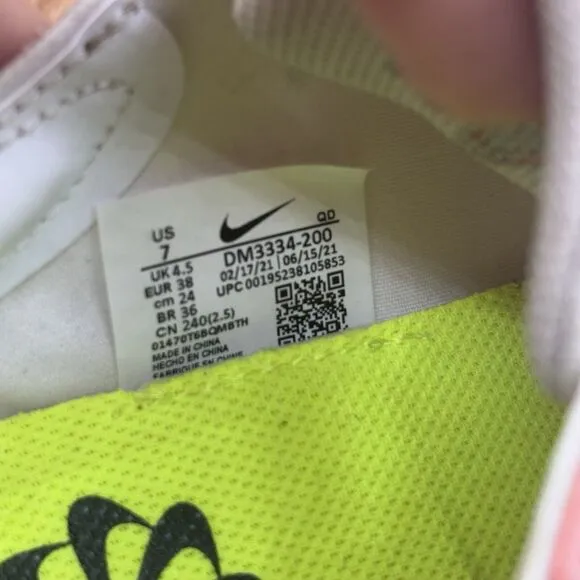 US
7
QD
UK 4.5
DM3334-200
EUR 38
02/17/21 06/15/21
cm 24
UPC 00195238105853
BR 36
CN 240(2.5)
01470T6BQMBTH
MADE IN CHINA
HECHO EN CHINA
FABRIQUE EN CHINE